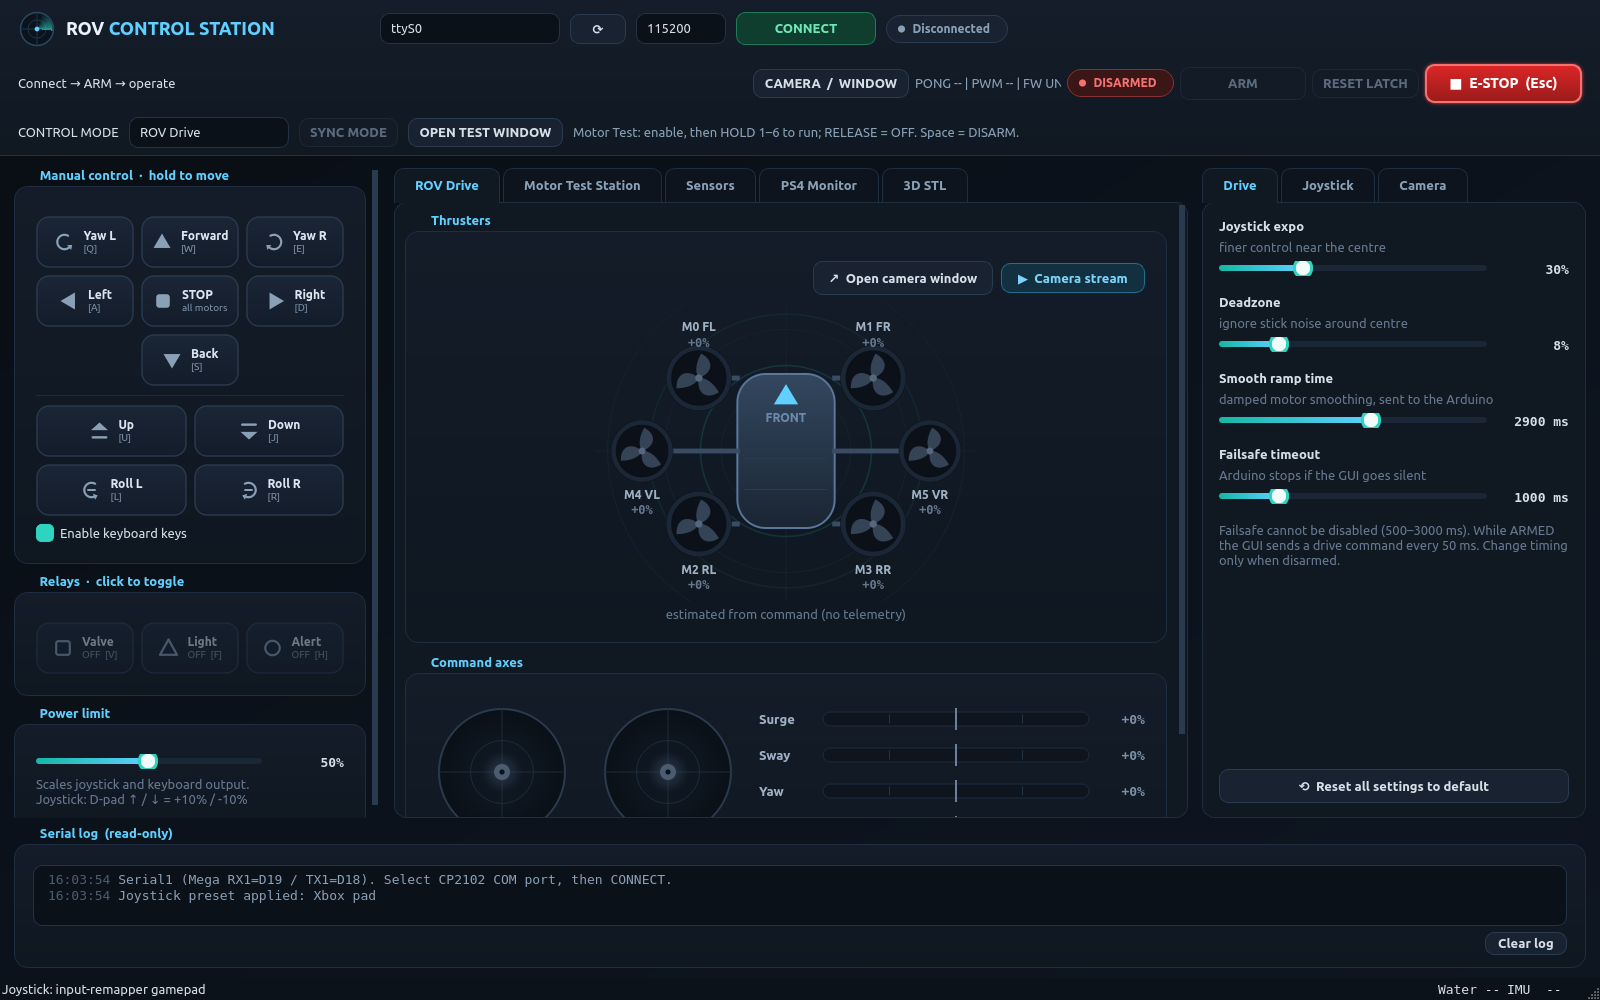 ROV CONTROL STATION
ttyS0
115200
CONNECT
Disconnected
Connect → ARM → operate
CAMERA / WINDOW
PONG -- | PWM -- | FW UN
DISARMED
ARM
RESET LATCH
E-STOP (Esc)
CONTROL MODE
ROV Drive
SYNC MODE
OPEN TEST WINDOW
Motor Test: enable, then HOLD 1–6 to run; RELEASE = OFF. Space = DISARM.
Manual control · hold to move
Yaw L
[Q]
Forward
[W]
Yaw R
[E]
Left
[A]
STOP
all motors
Right
[D]
Back
[S]
Up
[U]
Down
[J]
Roll L
[L]
Roll R
[R]
Enable keyboard keys
Relays · click to toggle
Valve
OFF [V]
Light
OFF [F]
Alert
OFF [H]
Power limit
50%
Scales joystick and keyboard output.
Joystick: D-pad ↑ / ↓ = +10% / -10%
ROV Drive
Motor Test Station
Sensors
PS4 Monitor
3D STL
Thrusters
↗ Open camera window
▶ Camera stream
M0 FL
+0%
M1 FR
+0%
FRONT
M4 VL
+0%
M5 VR
+0%
M2 RL
+0%
M3 RR
+0%
estimated from command (no telemetry)
Command axes
Surge
+0%
Sway
+0%
Yaw
+0%
Drive
Joystick
Camera
Joystick expo
finer control near the centre
30%
Deadzone
ignore stick noise around centre
8%
Smooth ramp time
damped motor smoothing, sent to the Arduino
2900 ms
Failsafe timeout
Arduino stops if the GUI goes silent
1000 ms
Failsafe cannot be disabled (500–3000 ms). While ARMED
the GUI sends a drive command every 50 ms. Change timing
only when disarmed.
⟲ Reset all settings to default
Serial log (read-only)
16:03:54 Serial1 (Mega RX1=D19 / TX1=D18). Select CP2102 COM port, then CONNECT.
16:03:54 Joystick preset applied: Xbox pad
Clear log
Joystick: input-remapper gamepad
Water -- IMU --